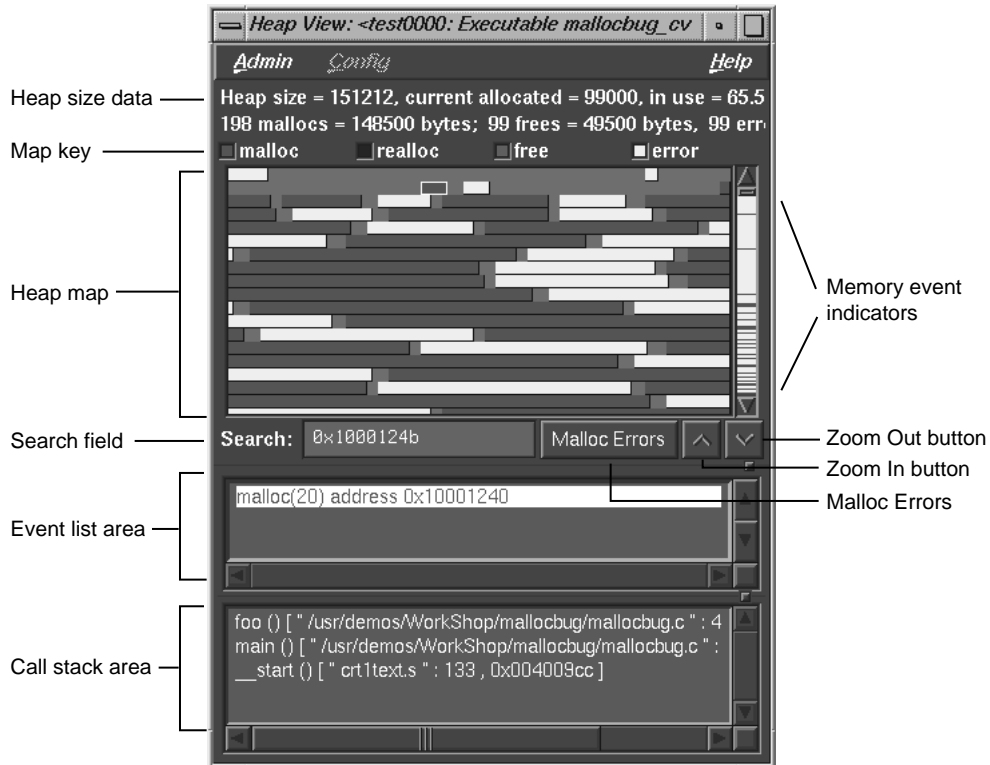 Heap View: <test0000: Executable mallocbug_cv
Admin Config Help
Heap size data
Heap size = 151212, current allocated = 99000, in use = 65.5
198 mallocs = 148500 bytes; 99 frees = 49500 bytes, 99 err
Map key
malloc realloc free error
Heap map
Memory event
indicators
Search field
Search: 0x1000124b Malloc Errors
Zoom Out button
Zoom In button
Malloc Errors
Event list area
malloc(20) address 0x10001240
Call stack area
foo () [ " /usr/demos/WorkShop/mallocbug/mallocbug.c " : 4
main () [ " /usr/demos/WorkShop/mallocbug/mallocbug.c " :
__start () [ " crt1text.s " : 133 , 0x004009cc ]